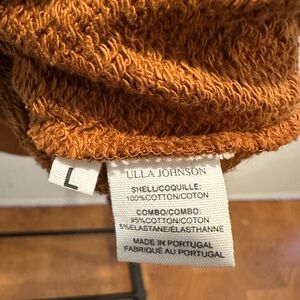 L
ULLA JOHNSON
SHELL/COQUILLE:
100%COTTON/COTON
COMBO/COMBO:
95%COTTON/COTON
5%ELASTANE/ÉLASTHANNE
MADE IN PORTUGAL
FABRIQUÉ AU PORTUGAL